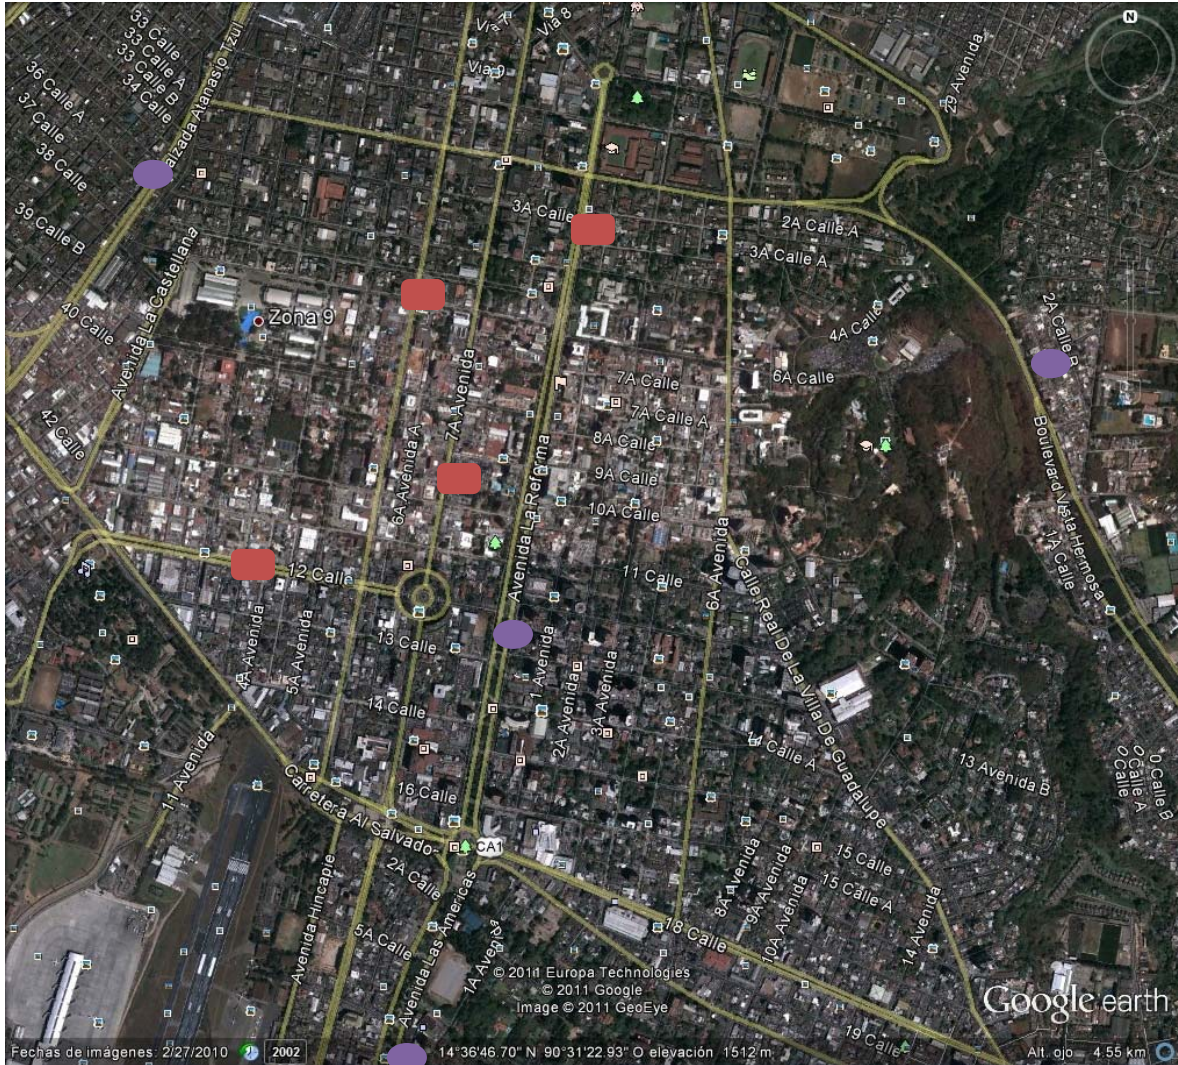 33 Calle
33 Calle A
33 Calle B
34 Calle
36 Calle A
37 Calle
38 Calle
39 Calle B
40 Calle
42 Calle
alzada Atanasio Tzul
Vía 7
Via 8
Via 9
N
29 Avenida
3A Calle
2A Calle A
3A Calle A
Avenida La Castellana
Zona 9
4A Calle
2A Calle B
6A Calle
7A Calle
7A Calle A
8A Calle
9A Calle
10A Calle
7A Avenida
6A Avenida A
Avenida La Reforma
6A Avenida
Boulevard Vista Hermosa
1A Calle
12 Calle
11 Calle
Calle Real De La Villa De Guadalupe
4A Avenida
5A Avenida
13 Calle
1 Avenida
2A Avenida
3A Avenida
14 Calle
14 Calle A
13 Avenida B
0 Calle B
0 Calle
0 Calle A
11 Avenida
Carretera Al Salvador
16 Calle
CA1
2A Calle
Avenida Hincapie
5A Calle
Avenida Las Americas
1A Avenida
18 Calle
8A Avenida
9A Avenida
10A Avenida
15 Calle
15 Calle A
14 Avenida
19 Calle
© 2011 Europa Technologies
© 2011 Google
Image © 2011 GeoEye
Google earth
Fechas de imágenes: 2/27/2010
2002
14°36'46.70" N 90°31'22.93" O elevación 1512 m
Alt. ojo 4.55 km